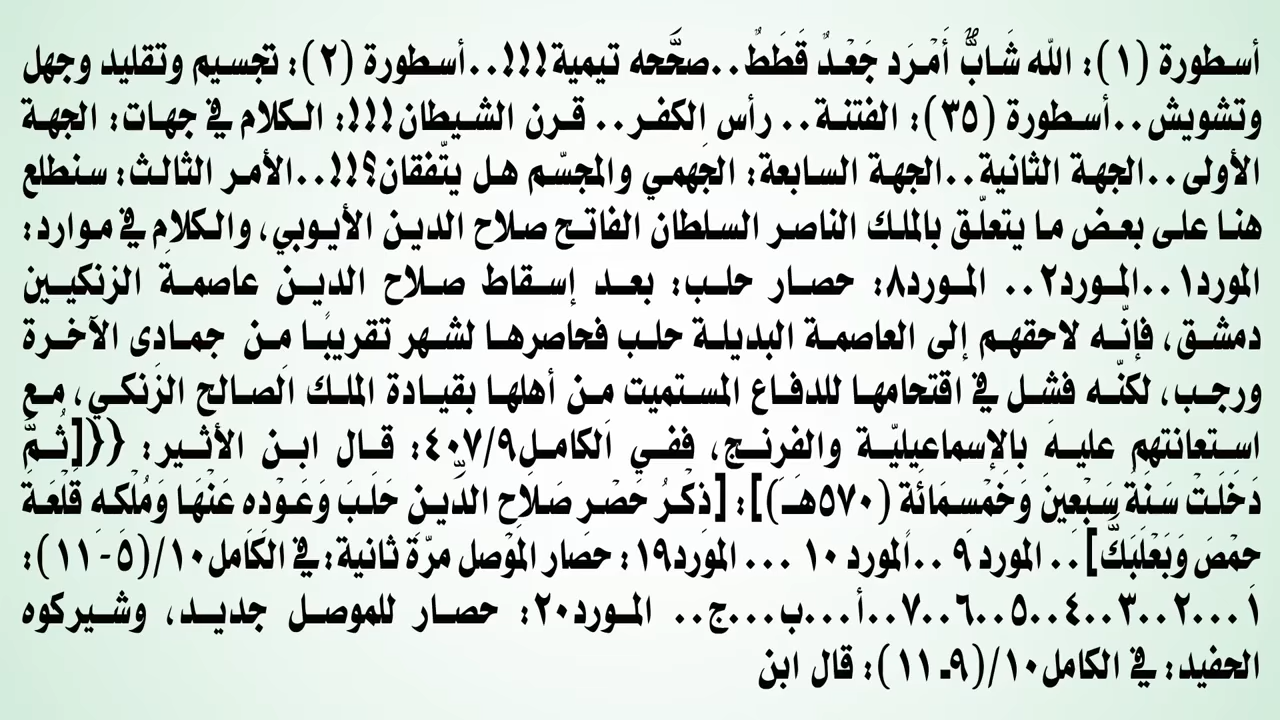 أسطورة (١): الله شَابٌّ أَمْرَد جَعْدٌ قَطَطٌ..صحَّحه تيمية!!!..أسطورة (٢): تجسيم وتقليد وجهل
وتشويش..أسطورة (٣٥): الفتنة.. رأس الكفر.. قرن الشيطان!!!: الكلام في جهات: الجهة
الأولى..الجهة الثانية..الجهة السابعة: الجَهمي والمجسّم هل يتّفقان؟!!..الأمر الثالث: سنطلع
هنا على بعض ما يتعلّق بالملك الناصر السلطان الفاتح صلاح الدين الأيوبي، والكلام في موارد:
المورد١..المورد٢.. المورد٨: حصار حلب: بعد إسقاط صلاح الدين عاصمة الزنكيين
دمشق، فإنّه لاحقهم إلى العاصمة البديلة حلب فحاصرها لشهر تقريبًا من جمادى الآخرة
ورجب، لكنّه فشل في اقتحامها للدفاع المستميت من أهلها بقيادة الملك الصالح الزنكي، مع
استعانتهم عليه بالإسماعيليّة والفرنج، ففي الكامل٤٠٧/٩: قال ابن الأثير: {{[ثُمَّ
دَخَلَتْ سَنَةُ سَبْعِينَ وَخَمْسِمَائَة (٥٧٠هـ)]: [ذِكْرُ حَصْرِ صَلَاحِ الدِّينِ حَلَبَ وَعَوْدِهِ عَنْهَا وَمُلْكِهِ قَلْعَةَ
حِمْصَ وَبَعْلَبَكَّ].. المورد ٩ ..المورد ١٠ ... المورد١٩: حصار المَوْصل مرّة ثانية: في الكامل١٠/(٥-١١):
١...٢..٣..٤..٥..٦..٧..أ...ب...ج.. المورد٢٠: حصار للموصل جديد، وشيركوه
الحفيد: في الكامل١٠/(٩ـ ١١): قال ابن